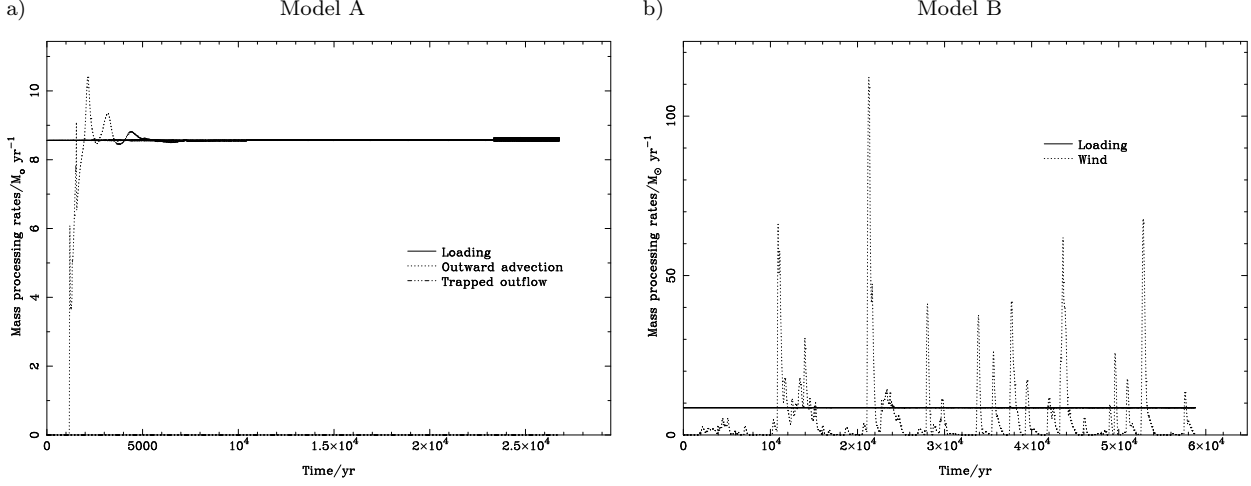 a)
Model A
Mass processing rates/M⊙ yr⁻¹
10
8
6
4
2
0
Loading
Outward advection
Trapped outflow
0 5000 10⁴ 1.5×10⁴ 2×10⁴ 2.5×10⁴
Time/yr
b)
Model B
Mass processing rates/M⊙ yr⁻¹
100
50
0
Loading
Wind
0 10⁴ 2×10⁴ 3×10⁴ 4×10⁴ 5×10⁴ 6×10⁴
Time/yr